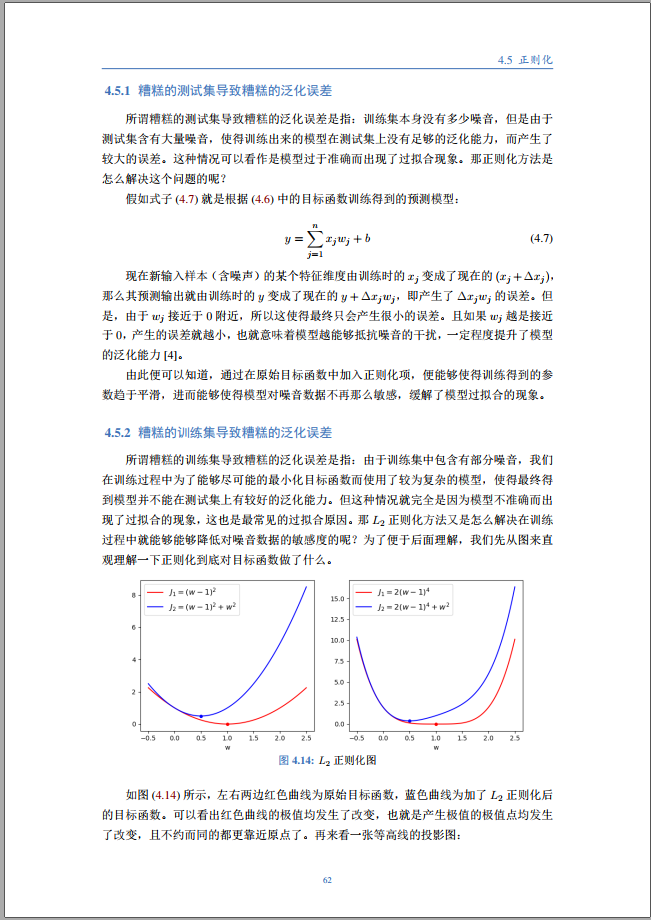 4.5 正则化
4.5.1 糟糕的测试集导致糟糕的泛化误差
所谓糟糕的测试集导致糟糕的泛化误差是指：训练集本身没有多少噪音，但是由于
测试集含有大量噪音，使得训练出来的模型在测试集上没有足够的泛化能力，而产生了
较大的误差。这种情况可以看作是模型过于准确而出现了过拟合现象。那正则化方法是
怎么解决这个问题的呢？
假如式子 (4.7) 就是根据 (4.6) 中的目标函数训练得到的预测模型：
y = ∑_{j=1}^{n} x_j w_j + b (4.7)
现在新输入样本（含噪声）的某个特征维度由训练时的 x_j 变成了现在的 (x_j + Δx_j)，
那么其预测输出就由训练时的 y 变成了现在的 y + Δx_j w_j，即产生了 Δx_j w_j 的误差。但
是，由于 w_j 接近于 0 附近，所以这使得最终只会产生很小的误差。且如果 w_j 越是接近
于 0，产生的误差就越小，也就意味着模型越能够抵抗噪音的干扰，一定程度提升了模型
的泛化能力 [4]。
由此便可以知道，通过在原始目标函数中加入正则化项，便能够使得训练得到的参
数趋于平滑，进而能够使得模型对噪音数据不再那么敏感，缓解了模型过拟合的现象。
4.5.2 糟糕的训练集导致糟糕的泛化误差
所谓糟糕的训练集导致糟糕的泛化误差是指：由于训练集中包含有部分噪音，我们
在训练过程中为了能够尽可能的最小化目标函数而使用了较为复杂的模型，使得最终得
到模型并不能在测试集上有较好的泛化能力。但这种情况就完全是因为模型不准确而出
现了过拟合的现象，这也是最常见的过拟合原因。那 L_2 正则化方法又是怎么解决在训练
过程中就能够能够降低对噪音数据的敏感度的呢？为了便于后面理解，我们先从图来直
观理解一下正则化到底对目标函数做了什么。
J_1 = (w − 1)^2
J_2 = (w − 1)^2 + w^2
8
6
4
2
0
−0.5 0.0 0.5 1.0 1.5 2.0 2.5
w
J_1 = 2(w − 1)^4
J_2 = 2(w − 1)^4 + w^2
15.0
12.5
10.0
7.5
5.0
2.5
0.0
−0.5 0.0 0.5 1.0 1.5 2.0 2.5
w
图 4.14: L_2 正则化图
如图 (4.14) 所示，左右两边红色曲线为原始目标函数，蓝色曲线为加了 L_2 正则化后
的目标函数。可以看出红色曲线的极值均发生了改变，也就是产生极值的极值点均发生
了改变，且不约而同的都更靠近原点了。再来看一张等高线的投影图：
62